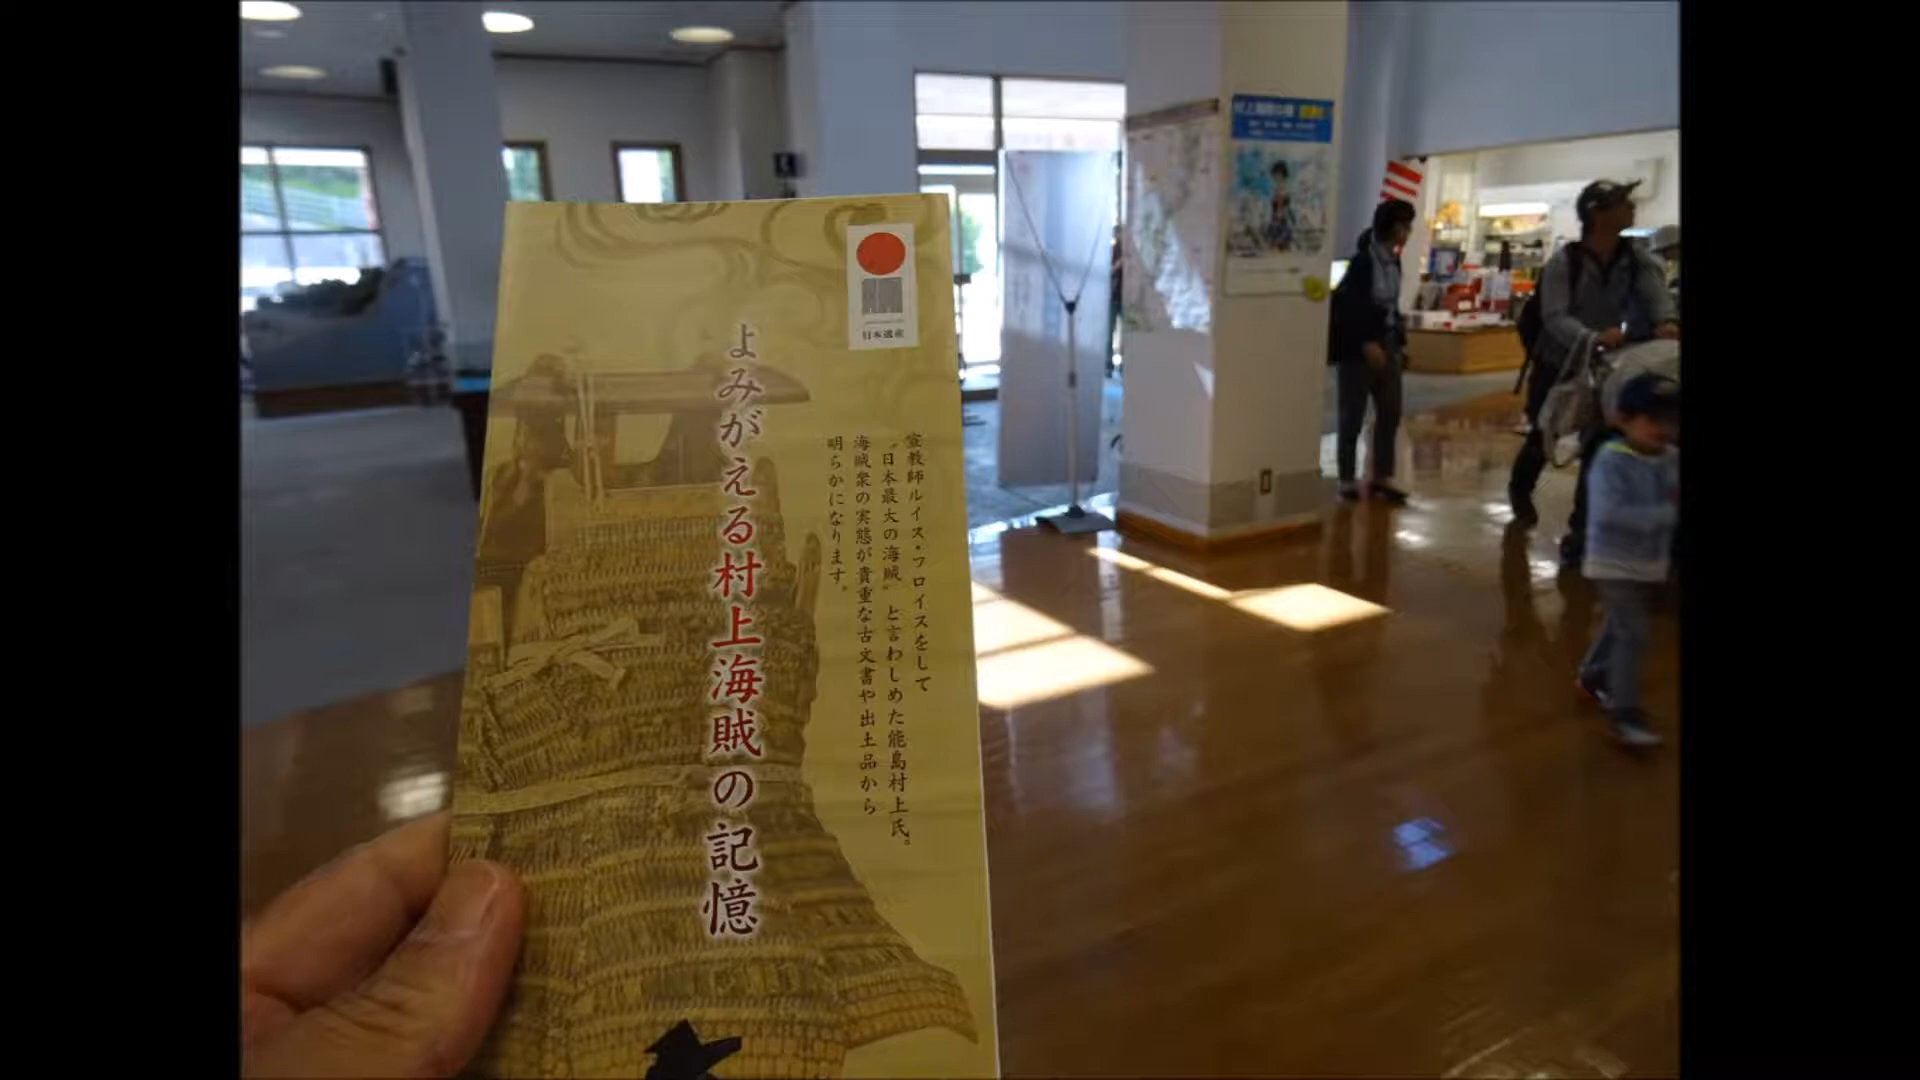 日本遺産
よみがえる村上海賊の記憶
宣教師ルイス・フロイスをして
“日本最大の海賊”と言わしめた能島村上氏。
海賊衆の実態が貴重な古文書や出土品から
明らかになります。